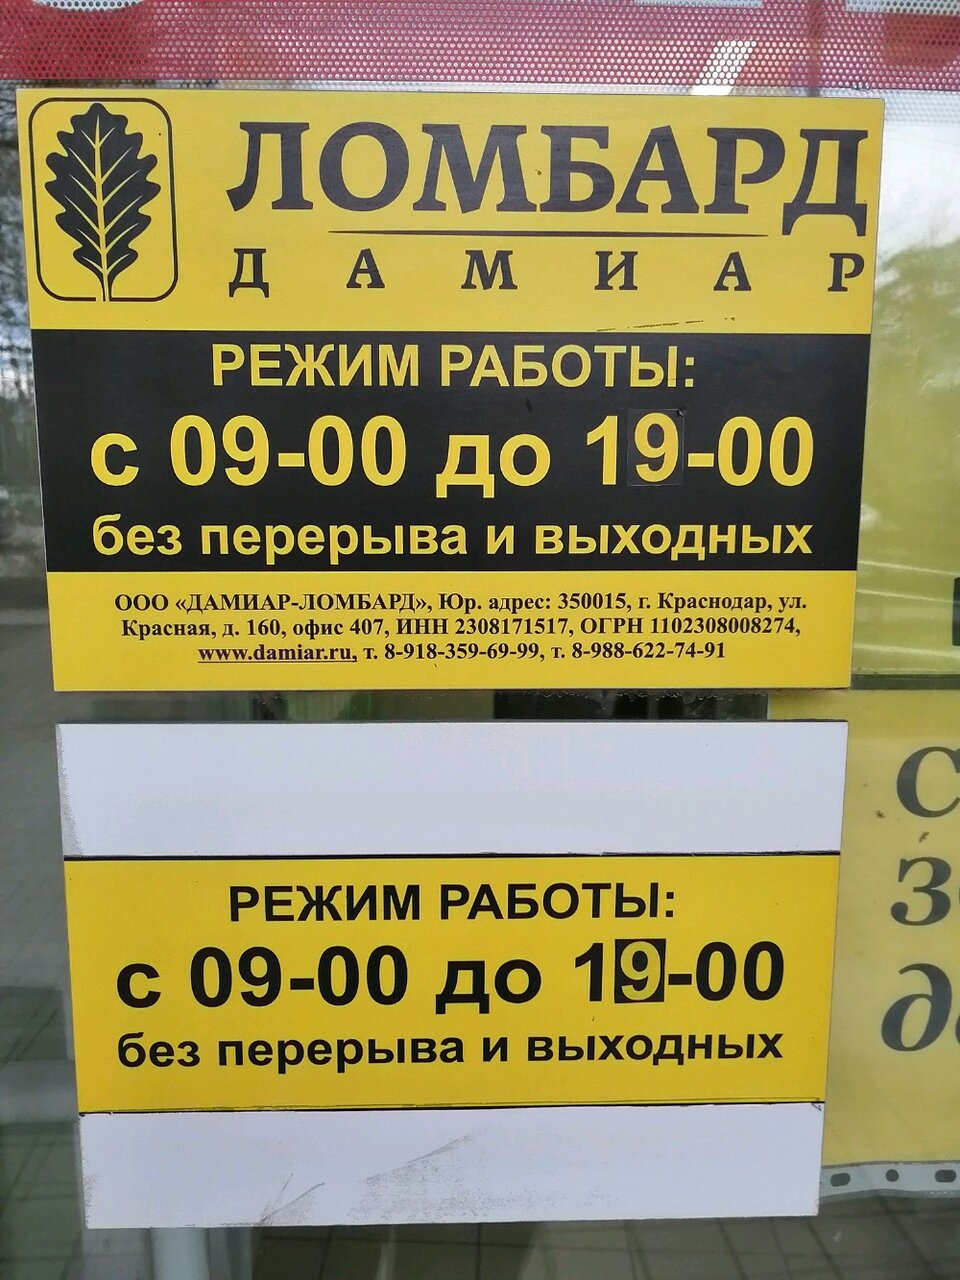 ЛОМБАРД
ДАМИАР
РЕЖИМ РАБОТЫ:
с 09-00 до 19-00
без перерыва и выходных
ООО «ДАМИАР-ЛОМБАРД», Юр. адрес: 350015, г. Краснодар, ул.
Красная, д. 160, офис 407, ИНН 2308171517, ОГРН 1102308008274,
www.damiar.ru, т. 8-918-359-69-99, т. 8-988-622-74-91
РЕЖИМ РАБОТЫ:
с 09-00 до 19-00
без перерыва и выходных